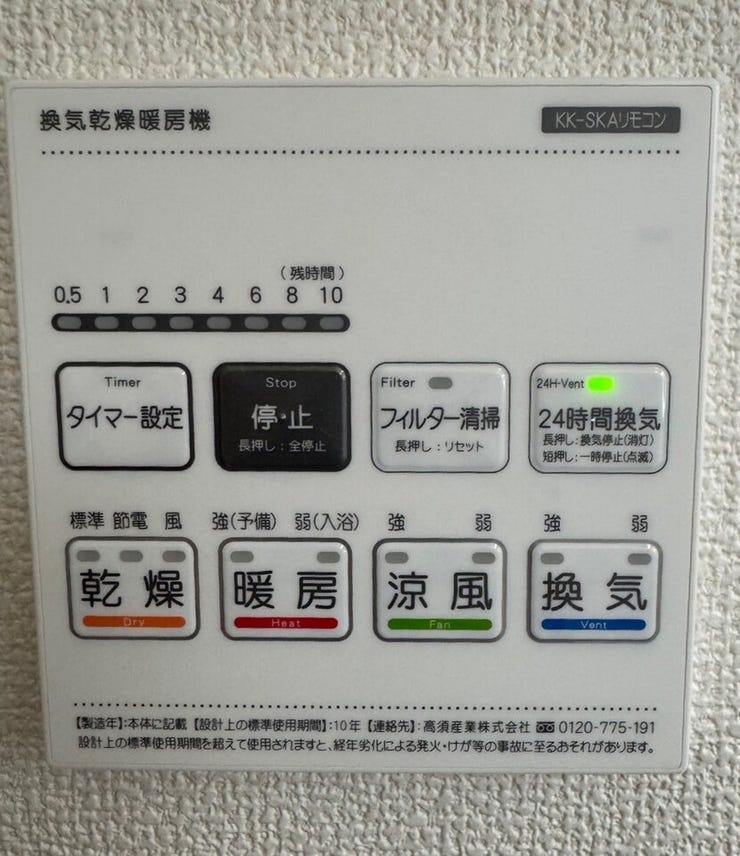 換気乾燥暖房機
KK-SKAリモコン
(残時間)
0.5 1 2 3 4 6 8 10
Timer
タイマー設定
Stop
停・止
長押し:全停止
Filter
フィルター清掃
長押し:リセット
24H-Vent
24時間換気
長押し:換気停止(消灯)
短押し:一時停止(点滅)
標準 節電 風
乾燥
Dry
強(予備) 弱(入浴)
暖房
Heat
強 弱
涼風
Fan
強 弱
換気
Vent
【製造年】:本体に記載【設計上の標準使用期間】:10年【連絡先】:高須産業株式会社 0120-775-191
設計上の標準使用期間を超えて使用されますと、経年劣化による発火・けが等の事故に至るおそれがあります。